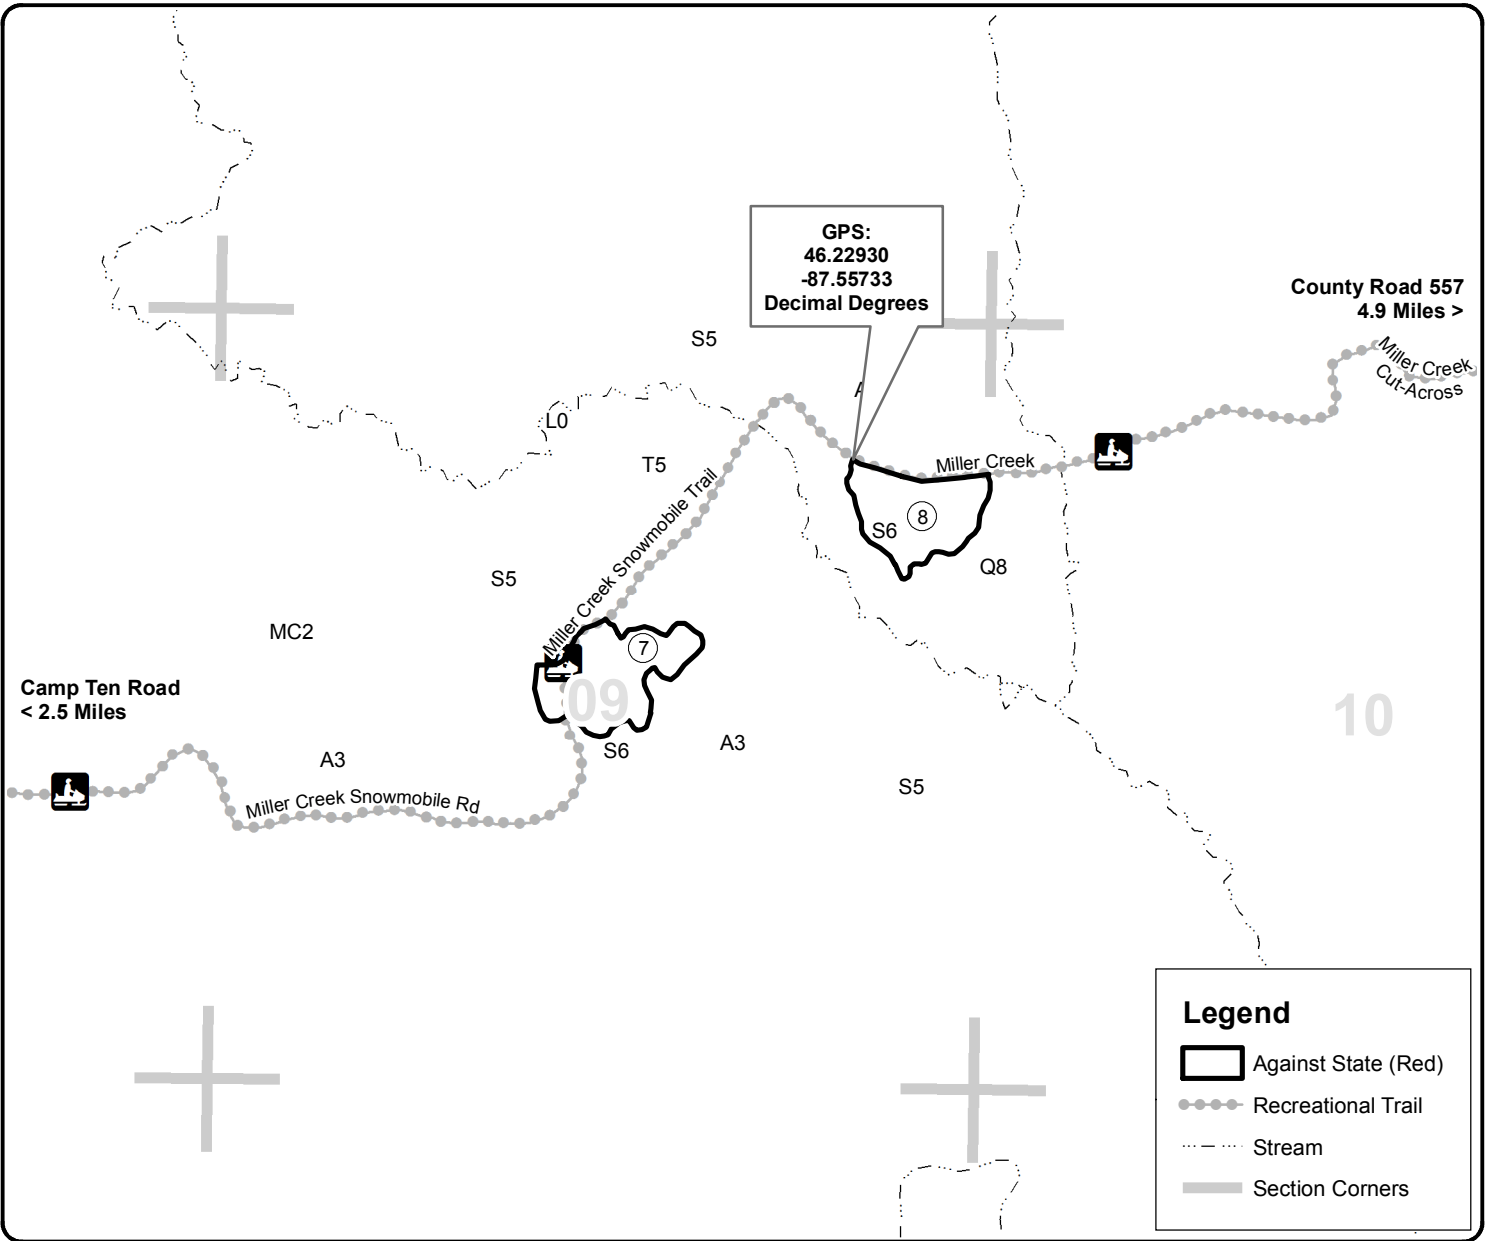 GPS:
46.22930
-87.55733
Decimal Degrees
County Road 557
4.9 Miles >
Miller Creek
Cut-Across
S5
A
L0
T5
Miller Creek
8
S6
Q8
Miller Creek Snowmobile Trail
S5
MC2
7
Camp Ten Road
< 2.5 Miles
09
10
S6
A3
A3
S5
Miller Creek Snowmobile Rd
Legend
Against State (Red)
Recreational Trail
Stream
Section Corners